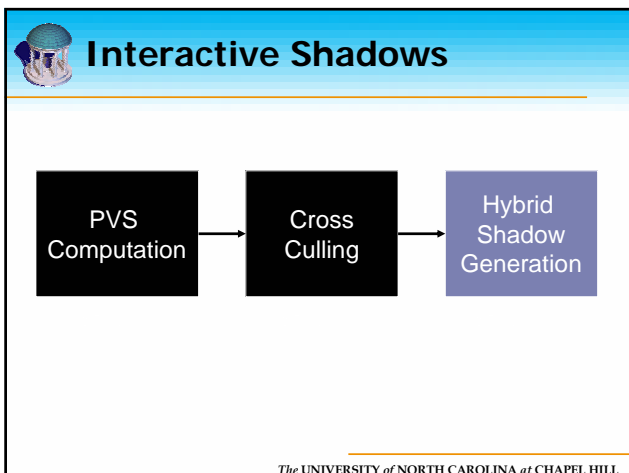 Interactive Shadows
PVS
Computation
Cross
Culling
Hybrid
Shadow
Generation
The UNIVERSITY of NORTH CAROLINA at CHAPEL HILL